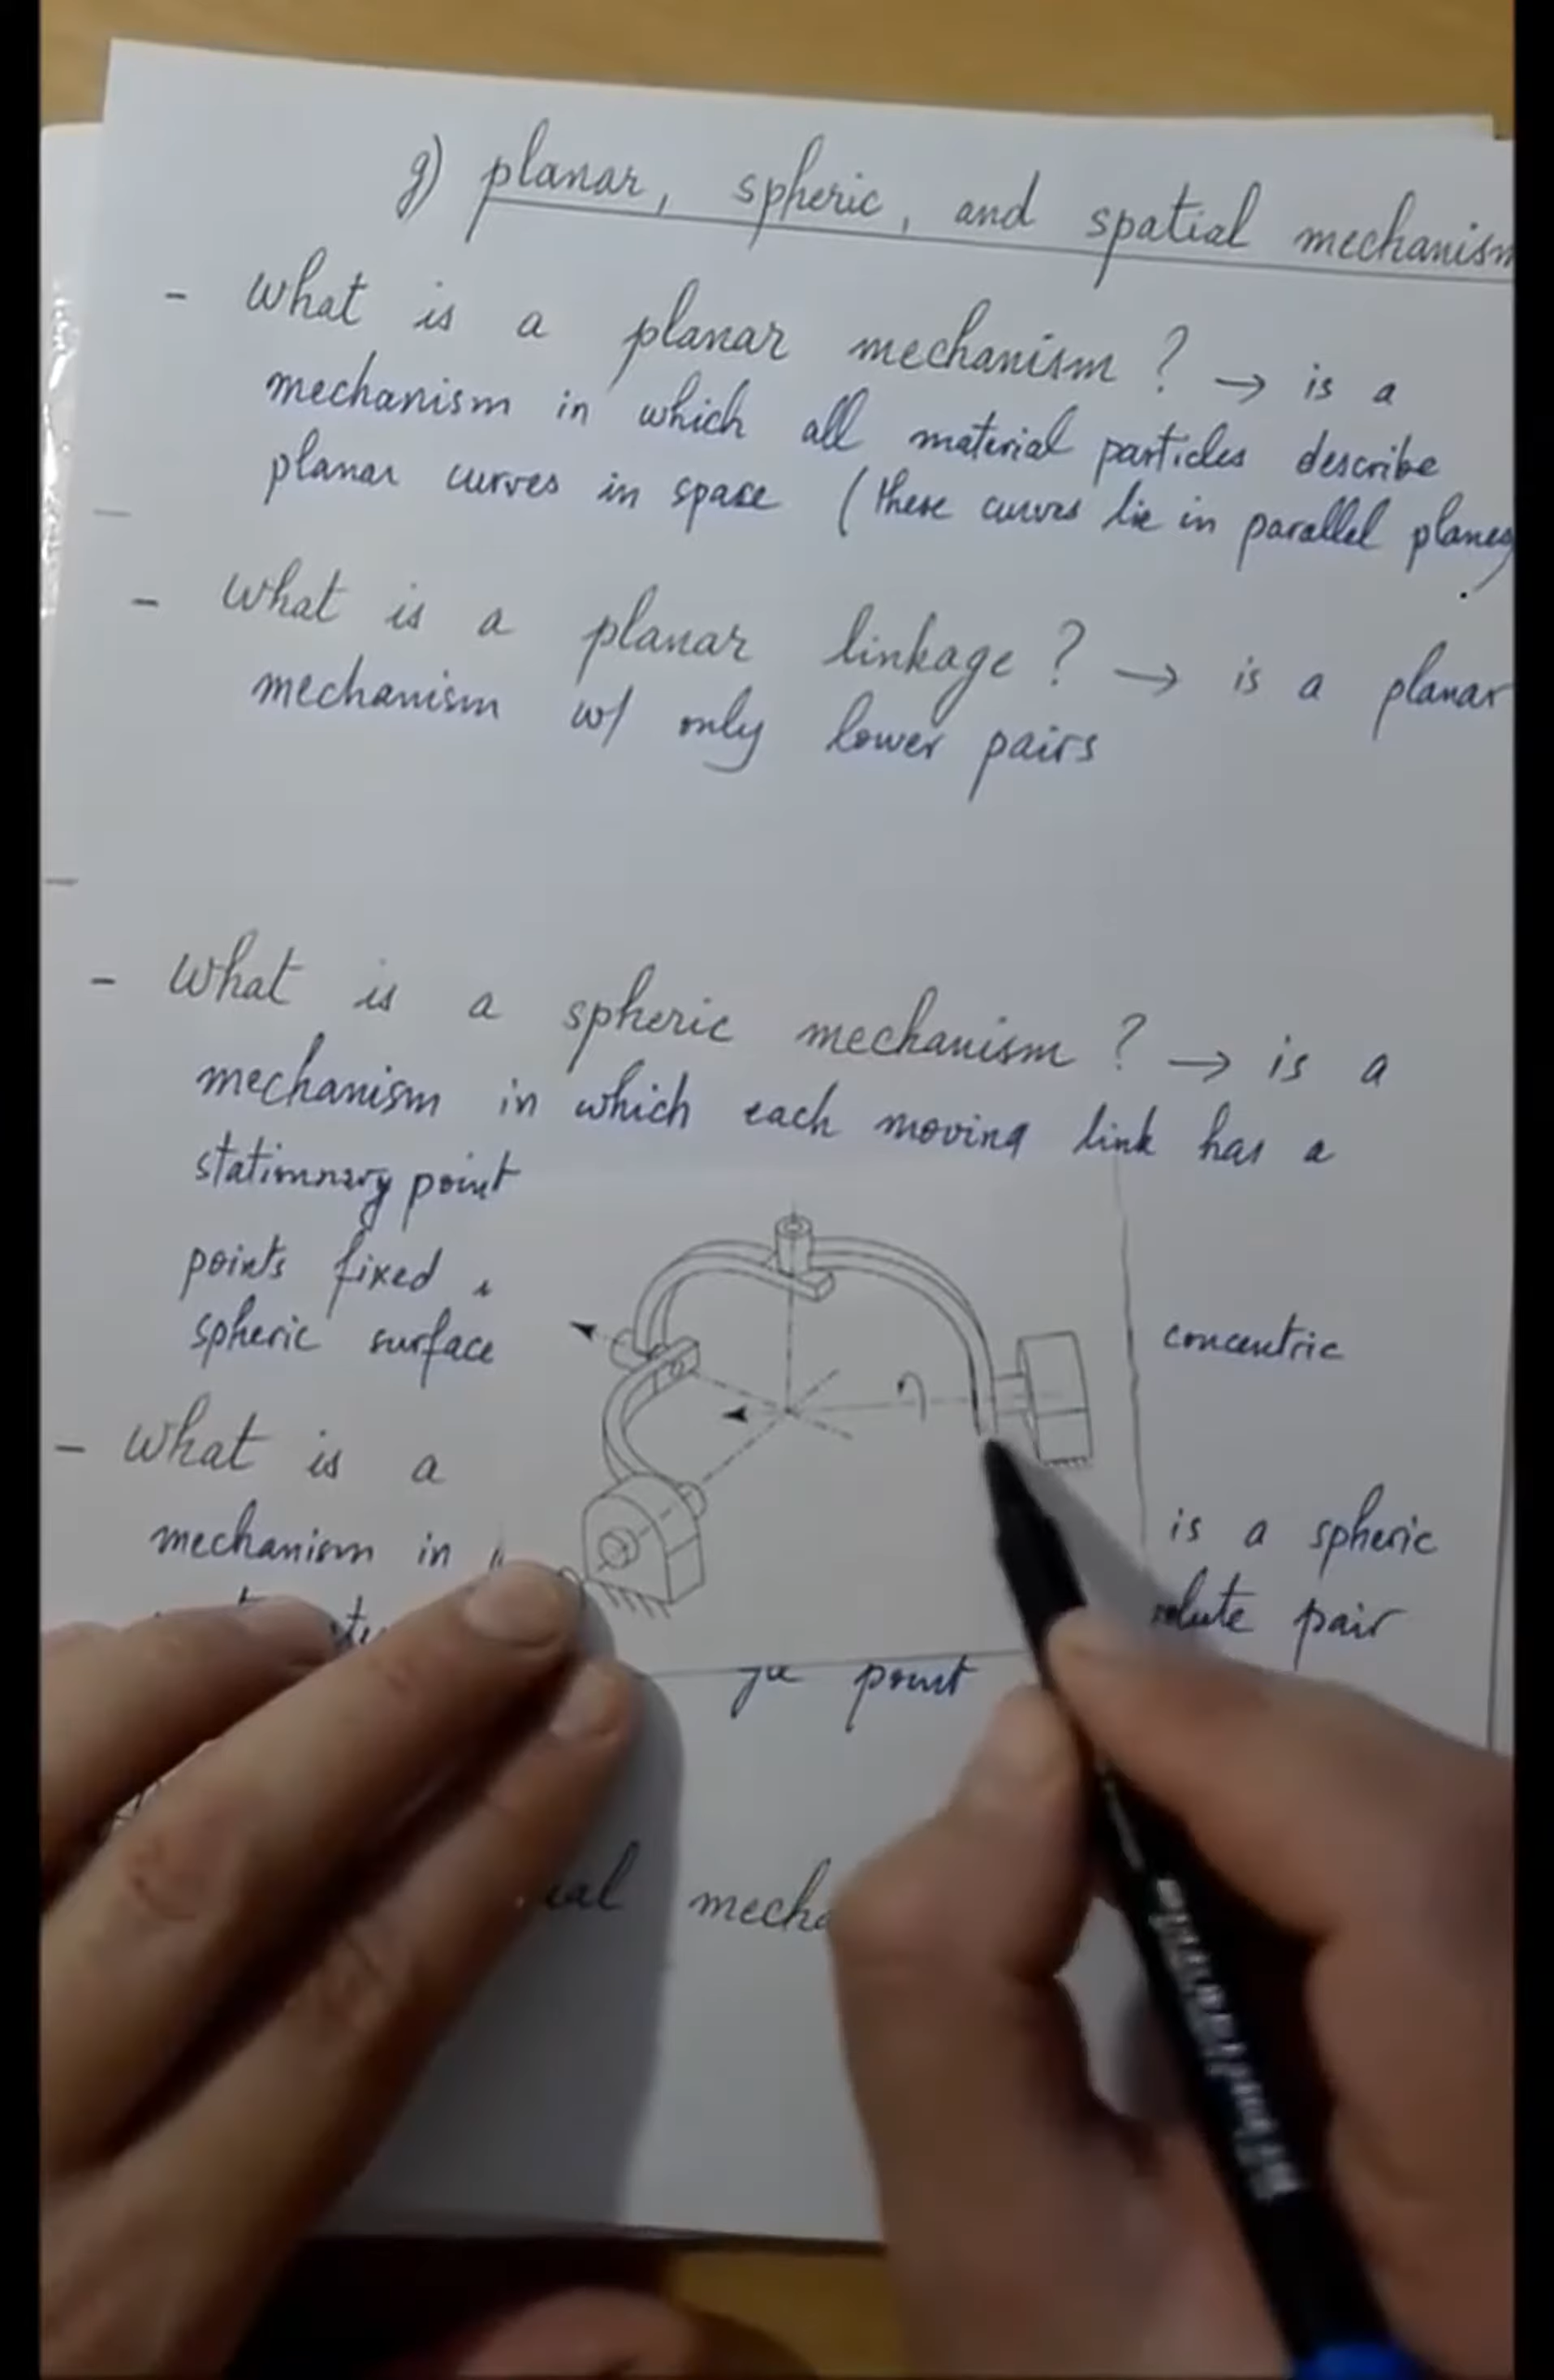 g) planar, spheric, and spatial mechanism
- what is a planar mechanism? → is a
mechanism in which all material particles describe
planar curves in space (these curves lie in parallel planes)
.
- what is a planar linkage? → is a planar
mechanism w/ only lower pairs
- what is a spheric mechanism? → is a
mechanism in which each moving link has a
stationary point
points fixed
spheric surface concentric
- what is a
mechanism in is a spheric
pair
point
mecha